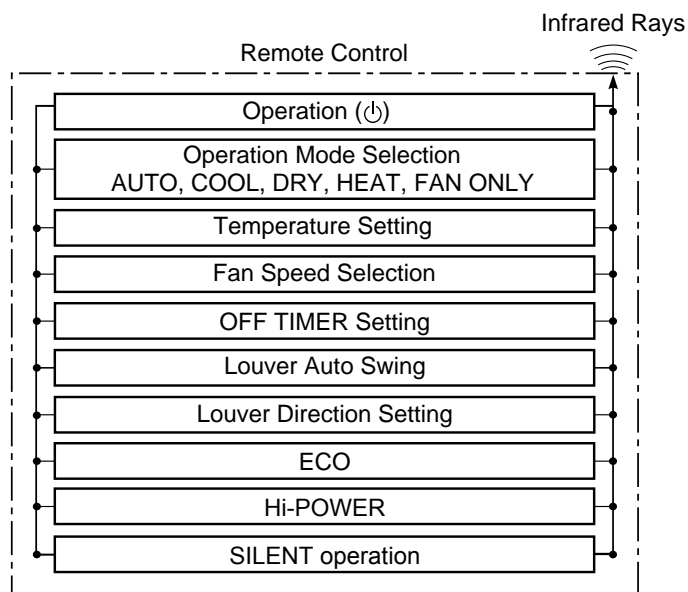 Infrared Rays
Remote Control
Operation (⏻)
Operation Mode Selection
AUTO, COOL, DRY, HEAT, FAN ONLY
Temperature Setting
Fan Speed Selection
OFF TIMER Setting
Louver Auto Swing
Louver Direction Setting
ECO
Hi-POWER
SILENT operation